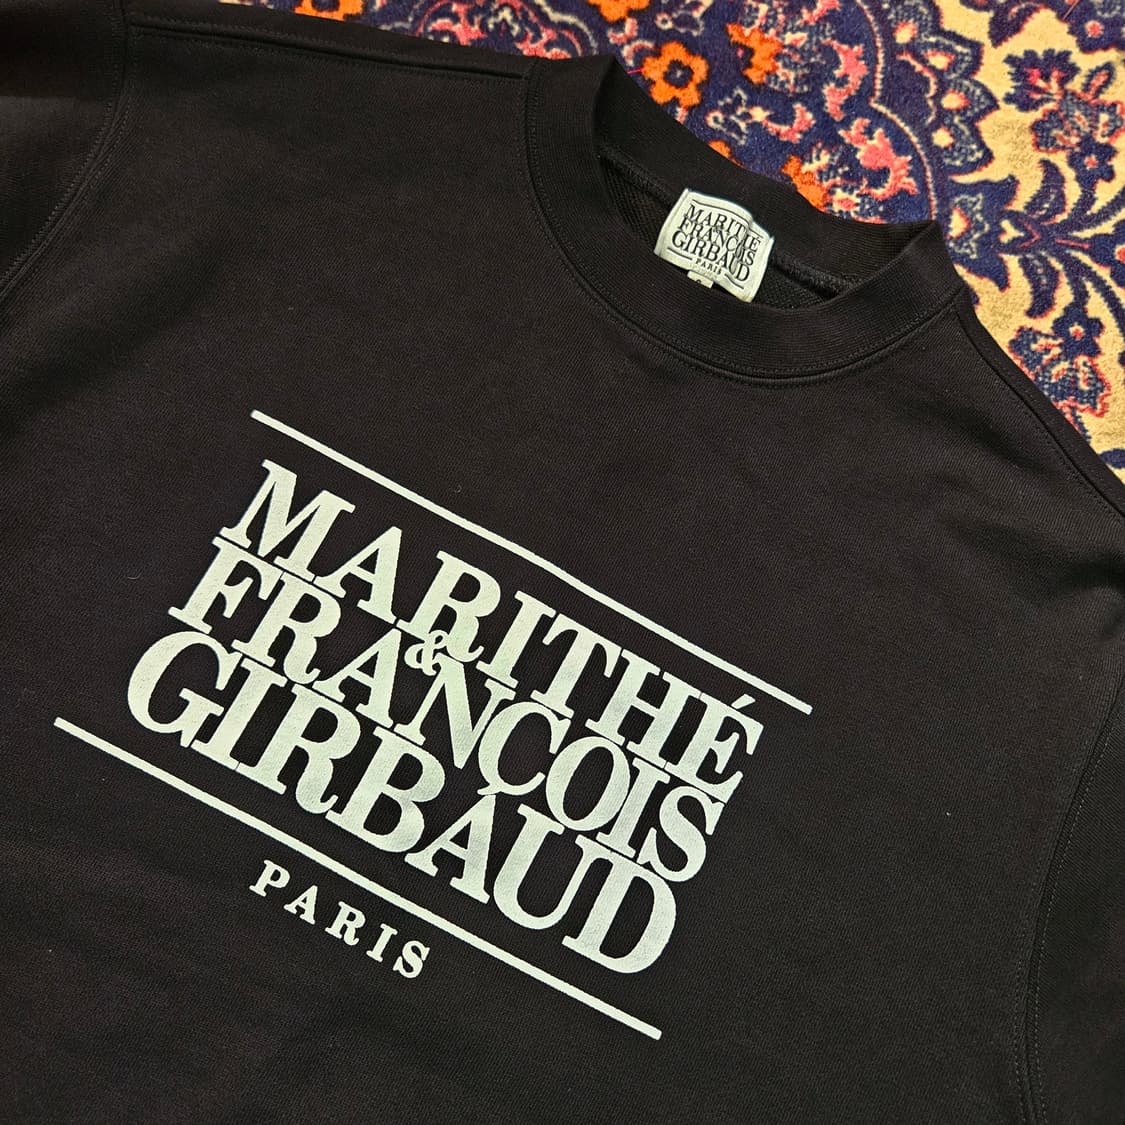 MARITHÉ
FRANÇOIS
GIRBAUD
PARIS
MARITHÉ
&
FRANÇOIS
GIRBAUD
PARIS